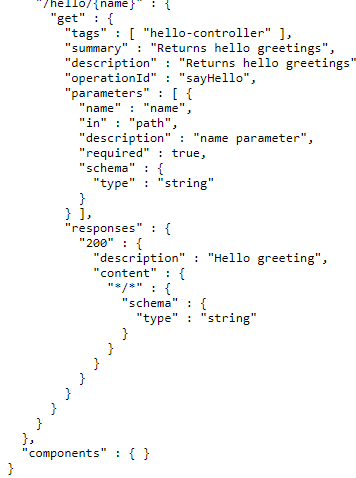 "/hello/{name}" : {
"get" : {
"tags" : [ "hello-controller" ],
"summary" : "Returns hello greetings",
"description" : "Returns hello greetings"
"operationId" : "sayHello",
"parameters" : [ {
"name" : "name",
"in" : "path",
"description" : "name parameter",
"required" : true,
"schema" : {
"type" : "string"
}
} ],
"responses" : {
"200" : {
"description" : "Hello greeting",
"content" : {
"*/*" : {
"schema" : {
"type" : "string"
}
}
}
}
}
}
}
},
"components" : { }
}